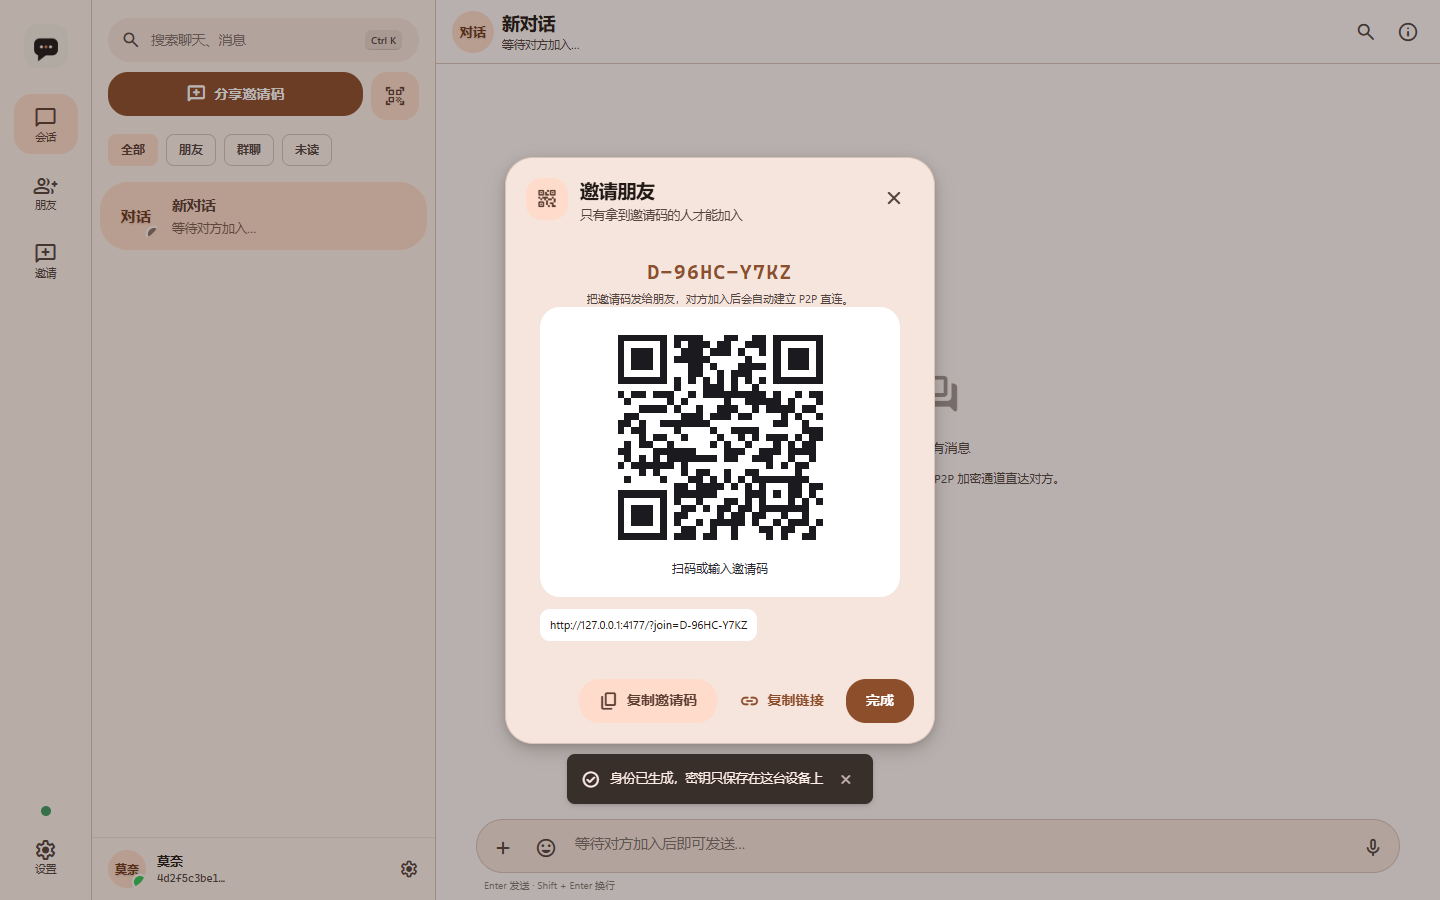 会话
朋友
邀请
设置
搜索聊天、消息
Ctrl K
分享邀请码
全部
朋友
群聊
未读
对话
新对话
等待对方加入...
莫奈
莫奈
4d2f5c3be1...
对话
新对话
等待对方加入...
有消息
P2P 加密通道直达对方。
邀请朋友
只有拿到邀请码的人才能加入
D-96HC-Y7KZ
把邀请码发给朋友，对方加入后会自动建立 P2P 直连。
扫码或输入邀请码
http://127.0.0.1:4177/?join=D-96HC-Y7KZ
复制邀请码
复制链接
完成
身份已生成，密钥只保存在这台设备上
等待对方加入后即可发送...
Enter 发送 · Shift + Enter 换行